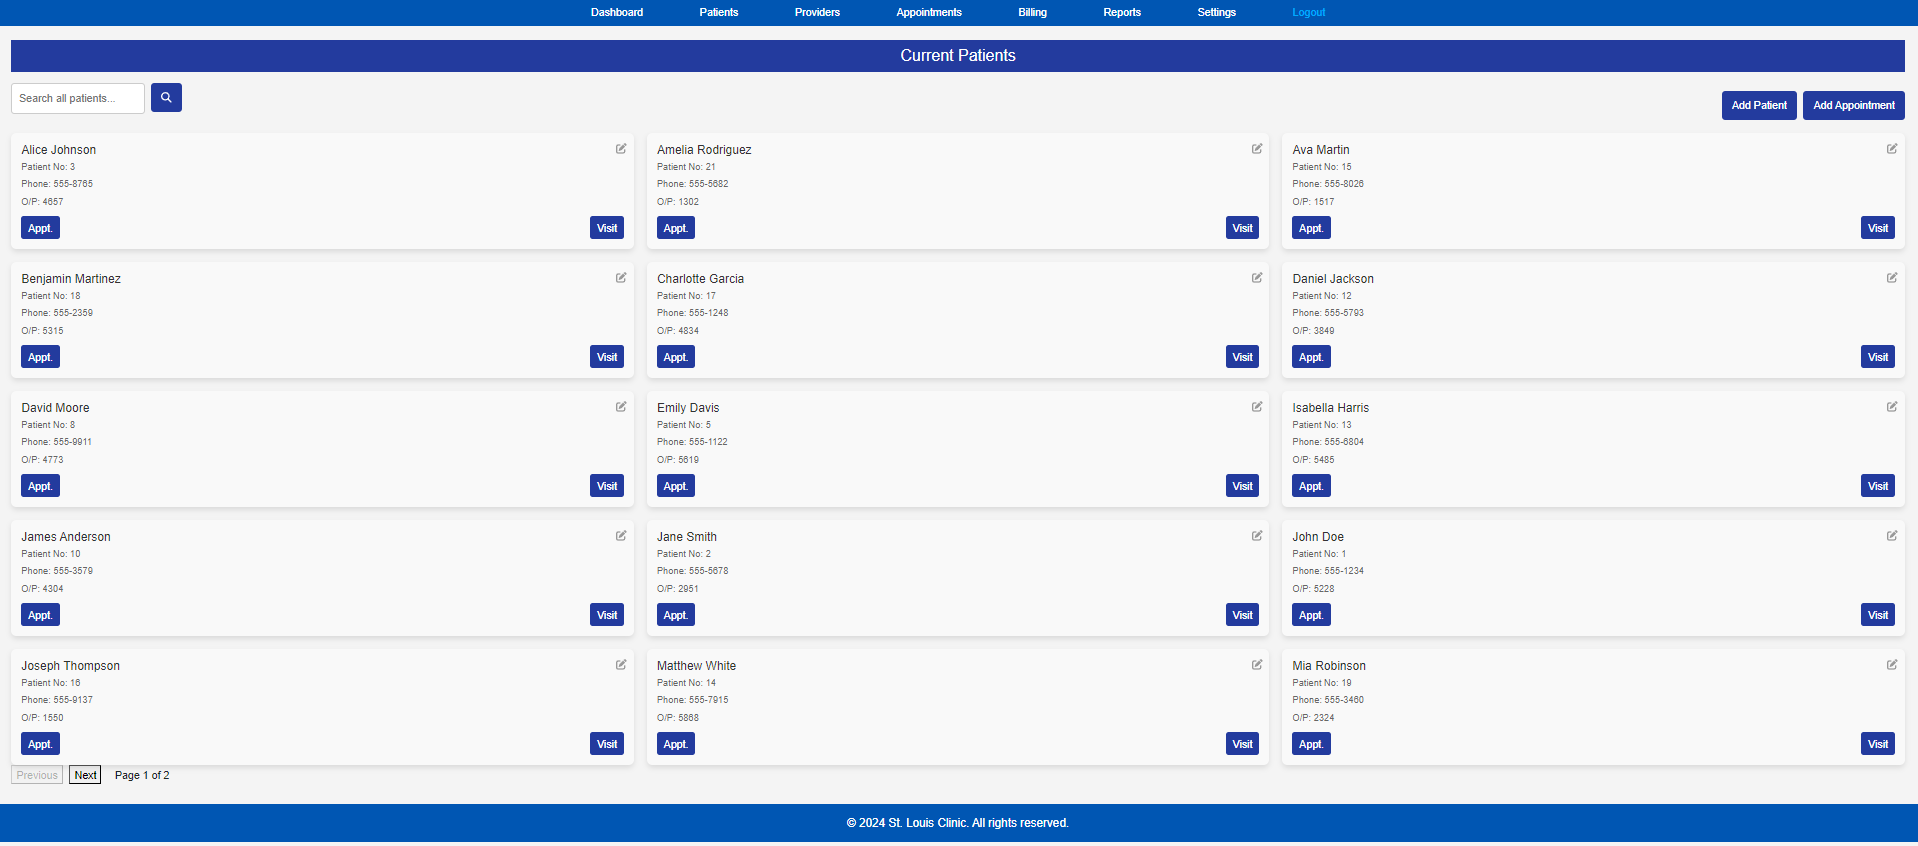 Dashboard Patients Providers Appointments Billing Reports Settings Logout
Current Patients
Search all patients...
Add Patient Add Appointment
Alice Johnson
Patient No: 3
Phone: 555-8765
O/P: 4657
Appt. Visit
Amelia Rodriguez
Patient No: 21
Phone: 555-5682
O/P: 1302
Appt. Visit
Ava Martin
Patient No: 15
Phone: 555-8026
O/P: 1517
Appt. Visit
Benjamin Martinez
Patient No: 18
Phone: 555-2359
O/P: 5315
Appt. Visit
Charlotte Garcia
Patient No: 17
Phone: 555-1248
O/P: 4834
Appt. Visit
Daniel Jackson
Patient No: 12
Phone: 555-5793
O/P: 3849
Appt. Visit
David Moore
Patient No: 8
Phone: 555-9911
O/P: 4773
Appt. Visit
Emily Davis
Patient No: 5
Phone: 555-1122
O/P: 5619
Appt. Visit
Isabella Harris
Patient No: 13
Phone: 555-6804
O/P: 5485
Appt. Visit
James Anderson
Patient No: 10
Phone: 555-3579
O/P: 4304
Appt. Visit
Jane Smith
Patient No: 2
Phone: 555-5678
O/P: 2951
Appt. Visit
John Doe
Patient No: 1
Phone: 555-1234
O/P: 5228
Appt. Visit
Joseph Thompson
Patient No: 16
Phone: 555-9137
O/P: 1550
Appt. Visit
Matthew White
Patient No: 14
Phone: 555-7915
O/P: 5868
Appt. Visit
Mia Robinson
Patient No: 19
Phone: 555-3460
O/P: 2324
Appt. Visit
Previous Next Page 1 of 2
© 2024 St. Louis Clinic. All rights reserved.